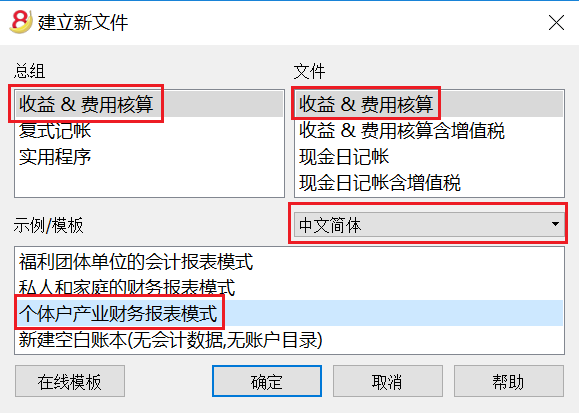 建立新文件
总组
文件
收益 & 费用核算
复式记帐
实用程序
收益 & 费用核算
收益 & 费用核算含增值税
现金日记帐
现金日记帐含增值税
示例/模板
中文简体
福利团体单位的会计报表模式
私人和家庭的财务报表模式
个体户产业财务报表模式
新建空白账本(无会计数据,无账户目录)
在线模板
确定
取消
帮助